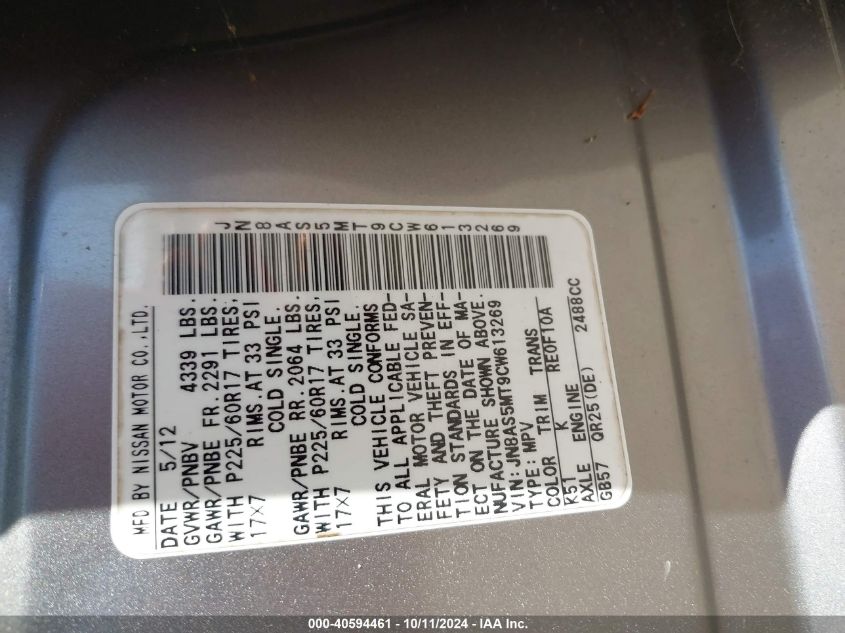 JN8AS5MT9CW613269
MFD BY NISSAN MOTOR CO.,LTD.
DATE 5/12
GVWR/PNBV 4339 LBS.
GAWR/PNBE FR. 2291 LBS.
WITH P225/60R17 TIRES,
17X7 RIMS.AT 33 PSI
COLD SINGLE.
GAWR/PNBE RR. 2064 LBS.
WITH P225/60R17 TIRES,
17X7 RIMS.AT 33 PSI
COLD SINGLE.
THIS VEHICLE CONFORMS
TO ALL APPLICABLE FED-
ERAL MOTOR VEHICLE SA-
FETY AND THEFT PREVEN-
TION STANDARDS IN EFF-
ECT ON THE DATE OF MA-
NUFACTURE SHOWN ABOVE.
VIN: JN8AS5MT9CW613269
TYPE: MPV
COLOR TRIM TRANS
K51 K RE0F10A
AXLE ENGINE
GB57 QR25(DE) 2488CC
000-40594461 - 10/11/2024 - IAA Inc.